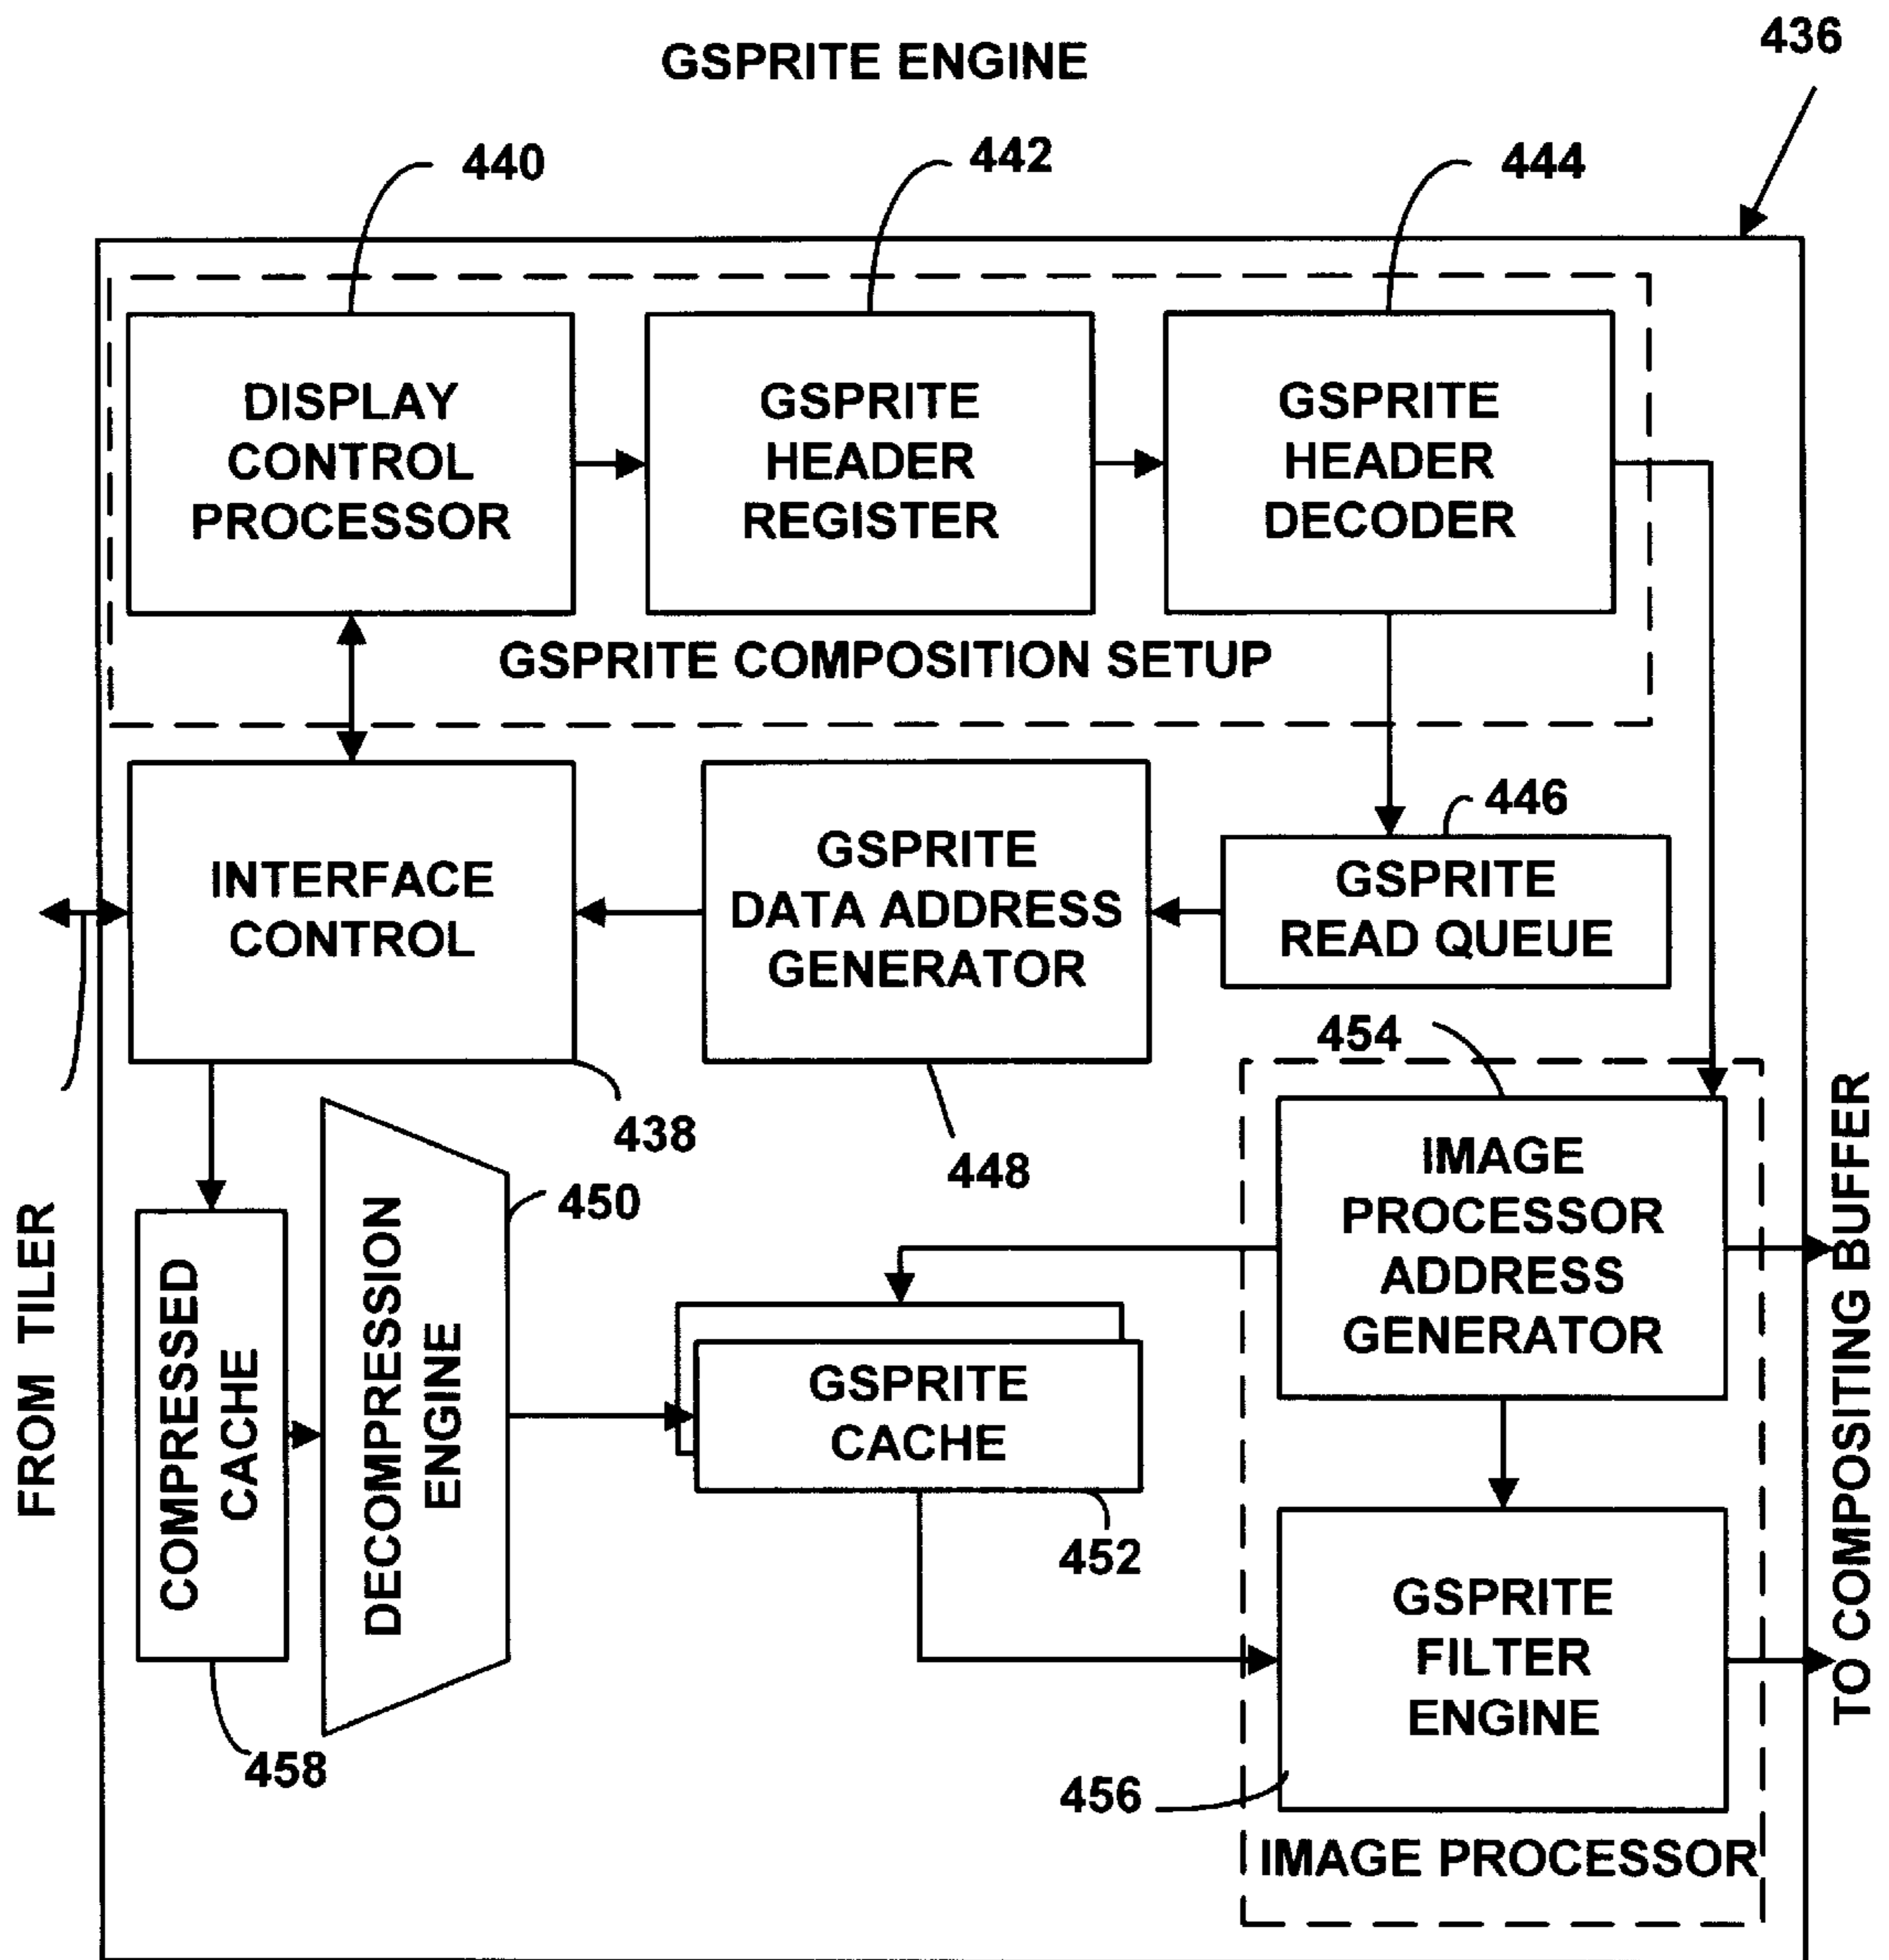 436
GSPRITE ENGINE
440
442
444
DISPLAY
CONTROL
PROCESSOR
GSPRITE
HEADER
REGISTER
GSPRITE
HEADER
DECODER
GSPRITE COMPOSITION SETUP
INTERFACE
CONTROL
438
GSPRITE
DATA ADDRESS
GENERATOR
448
446
GSPRITE
READ QUEUE
454
IMAGE
PROCESSOR
ADDRESS
GENERATOR
FROM TILER
COMPRESSED
CACHE
458
DECOMPRESSION
ENGINE
450
GSPRITE
CACHE
452
GSPRITE
FILTER
ENGINE
456
IMAGE PROCESSOR
TO COMPOSITING BUFFER